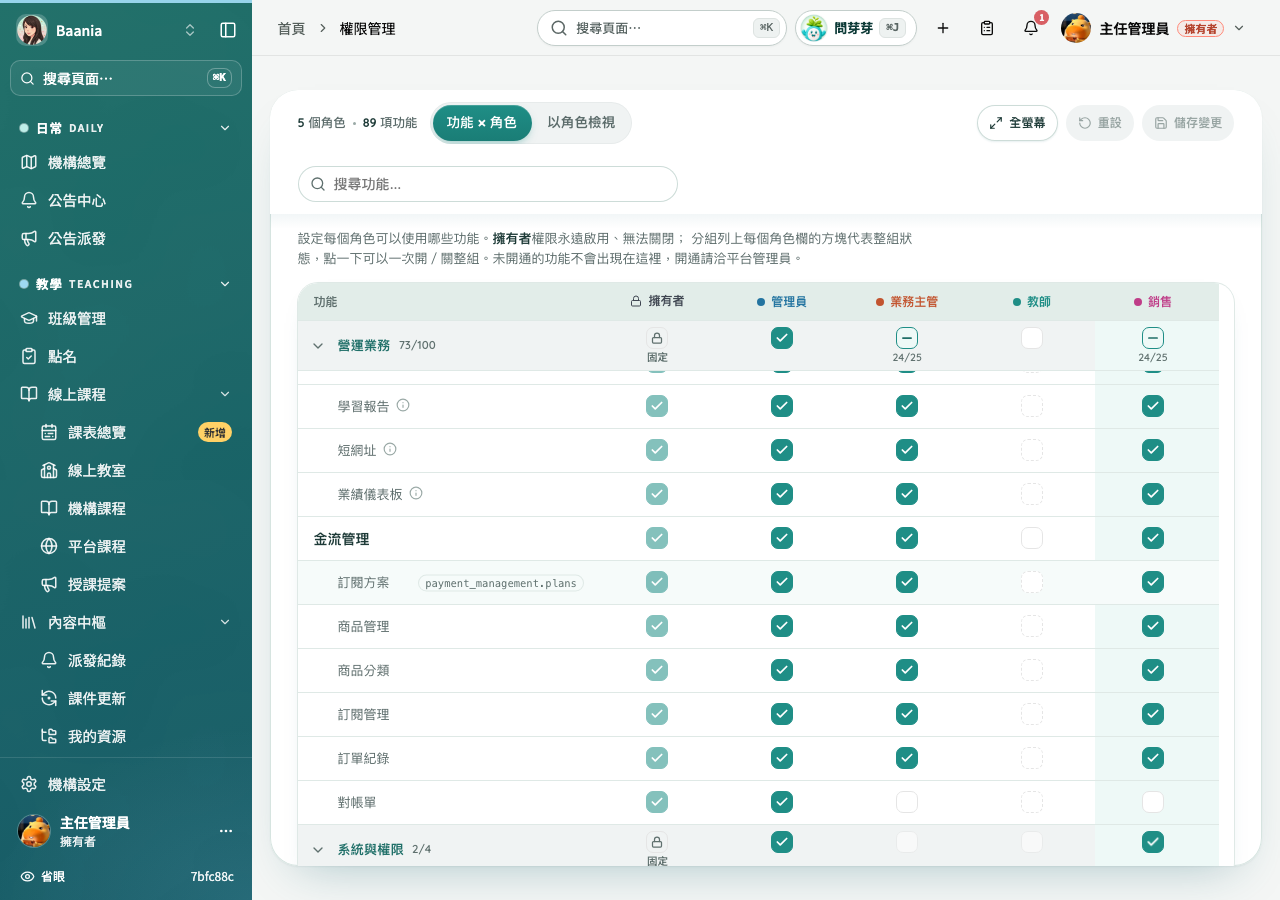 Baania
搜尋頁面… ⌘K
日常 DAILY
機構總覽
公告中心
公告派發
教學 TEACHING
班級管理
點名
線上課程
課表總覽 新增
線上教室
機構課程
平台課程
授課提案
內容中樞
派發紀錄
課件更新
我的資源
機構設定
主任管理員
擁有者
省眼 7bfc88c
首頁 > 權限管理
搜尋頁面… ⌘K
問芽芽 ⌘J
1
主任管理員 擁有者
5 個角色 • 89 項功能
功能 × 角色
以角色檢視
全螢幕
重設
儲存變更
搜尋功能...
設定每個角色可以使用哪些功能。擁有者權限永遠啟用、無法關閉； 分組列上每個角色欄的方塊代表整組狀
態，點一下可以一次開 / 關整組。未開通的功能不會出現在這裡，開通請洽平台管理員。
功能 擁有者 管理員 業務主管 教師 銷售
營運業務 73/100 固定 24/25 24/25
學習報告
短網址
業績儀表板
金流管理
訂閱方案 payment_management.plans
商品管理
商品分類
訂閱管理
訂單紀錄
對帳單
系統與權限 2/4 固定